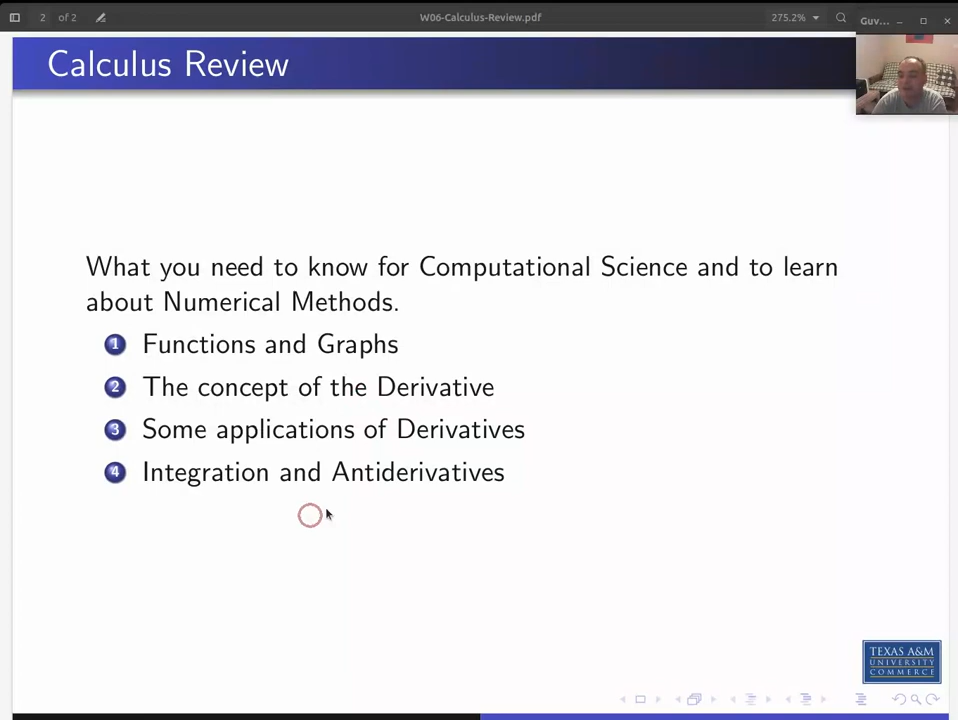 2 of 2
W06-Calculus-Review.pdf
275.2%
Guv...
Calculus Review
What you need to know for Computational Science and to learn
about Numerical Methods.
1 Functions and Graphs
2 The concept of the Derivative
3 Some applications of Derivatives
4 Integration and Antiderivatives
TEXAS A&M
UNIVERSITY
COMMERCE